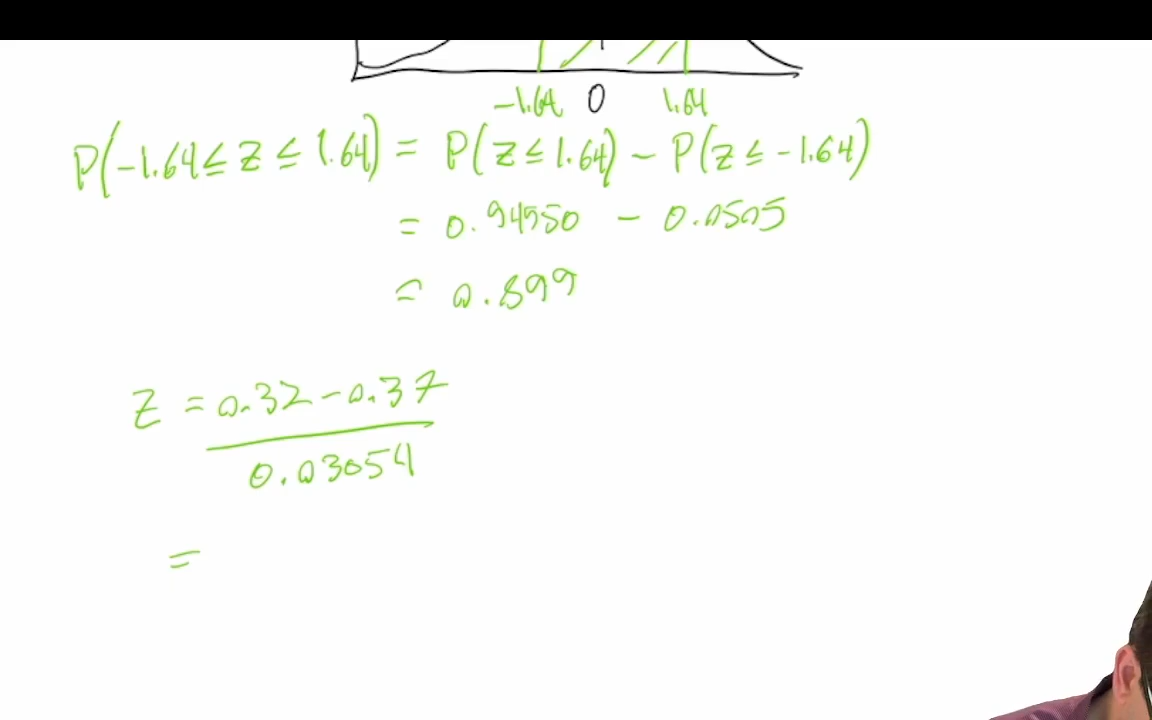 -1.64 0 1.64
P(-1.64 ≤ Z ≤ 1.64) = P(Z ≤ 1.64) - P(Z ≤ -1.64)
= 0.94950 - 0.0505
= 0.899
Z = 0.32 - 0.37
0.03054
=